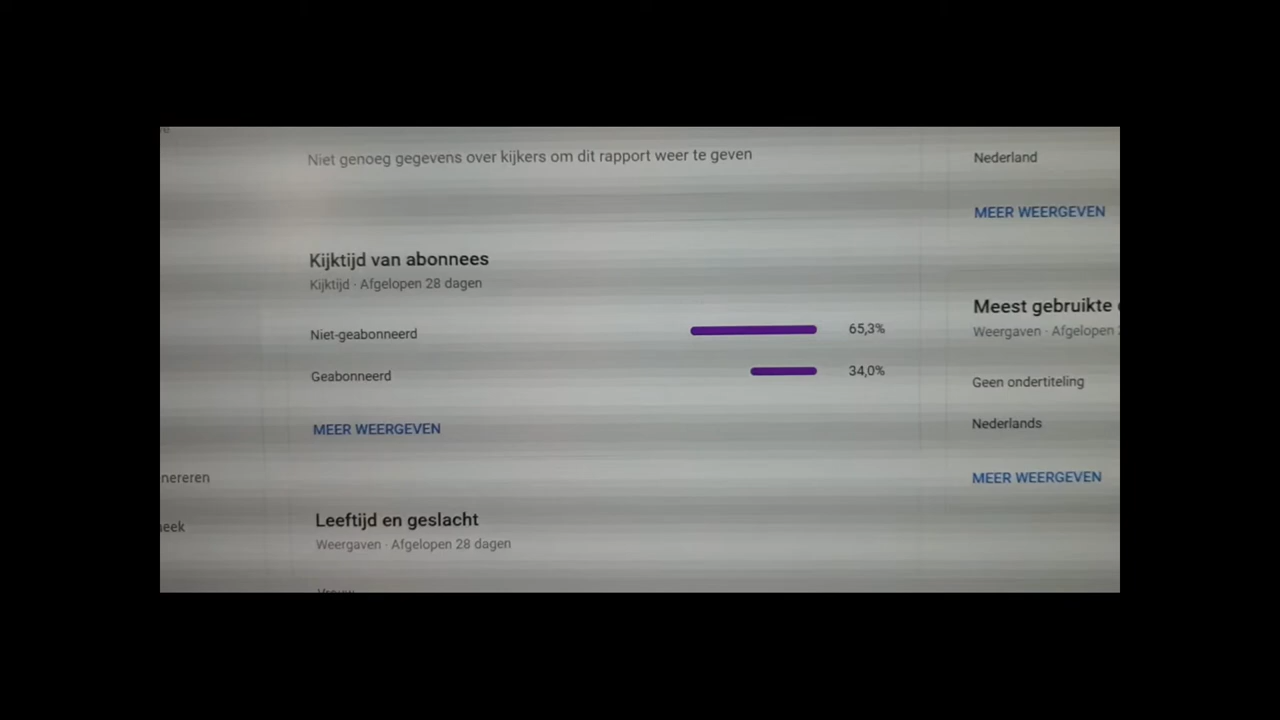 Niet genoeg gegevens over kijkers om dit rapport weer te geven
Kijktijd van abonnees
Kijktijd · Afgelopen 28 dagen
Niet-geabonneerd 65,3%
Geabonneerd 34,0%
MEER WEERGEVEN
Leeftijd en geslacht
Weergaven · Afgelopen 28 dagen
Vrouw
nereren
eek
Nederland
MEER WEERGEVEN
Meest gebruikte
Weergaven · Afgelopen
Geen ondertiteling
Nederlands
MEER WEERGEVEN